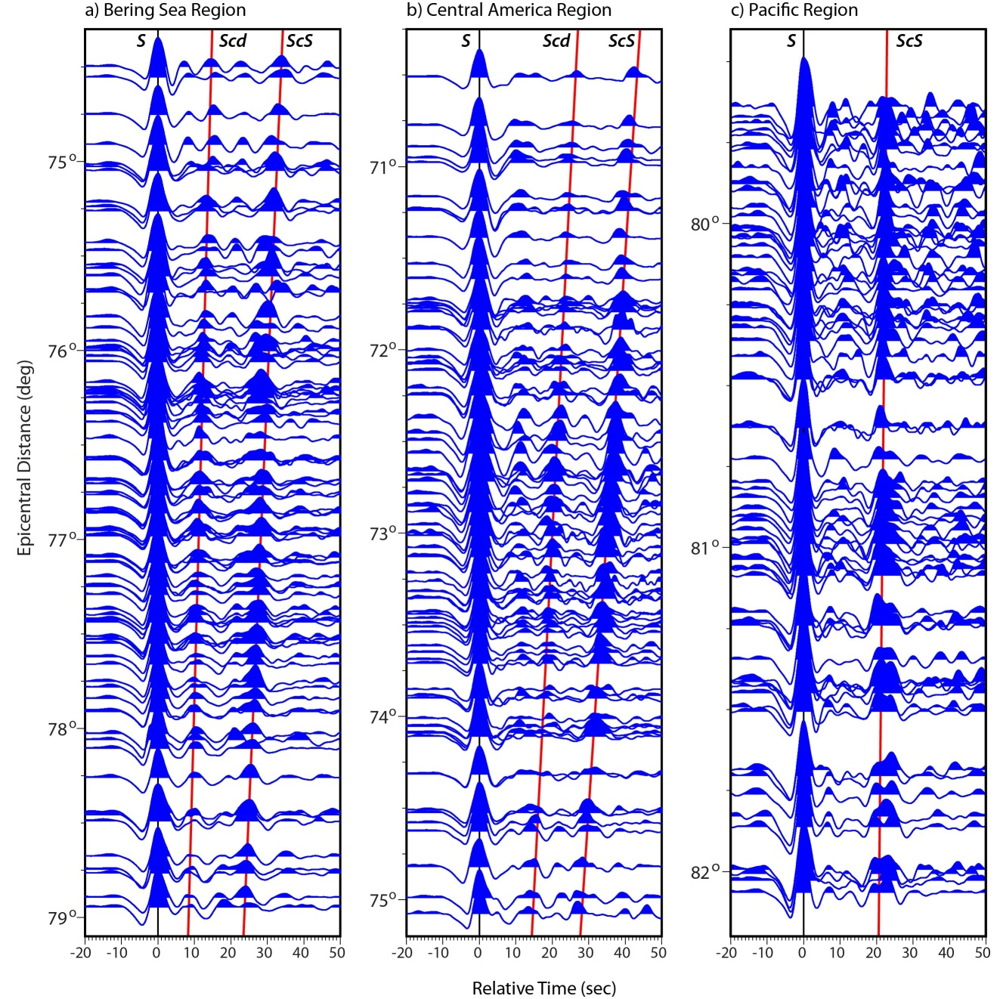 a) Bering Sea Region
b) Central America Region
c) Pacific Region
S Scd ScS
S Scd ScS
S ScS
Epicentral Distance (deg)
75°
76°
77°
78°
79°
71°
72°
73°
74°
75°
80°
81°
82°
-20 -10 0 10 20 30 40 50
-20 -10 0 10 20 30 40 50
-20 -10 0 10 20 30 40 50
Relative Time (sec)